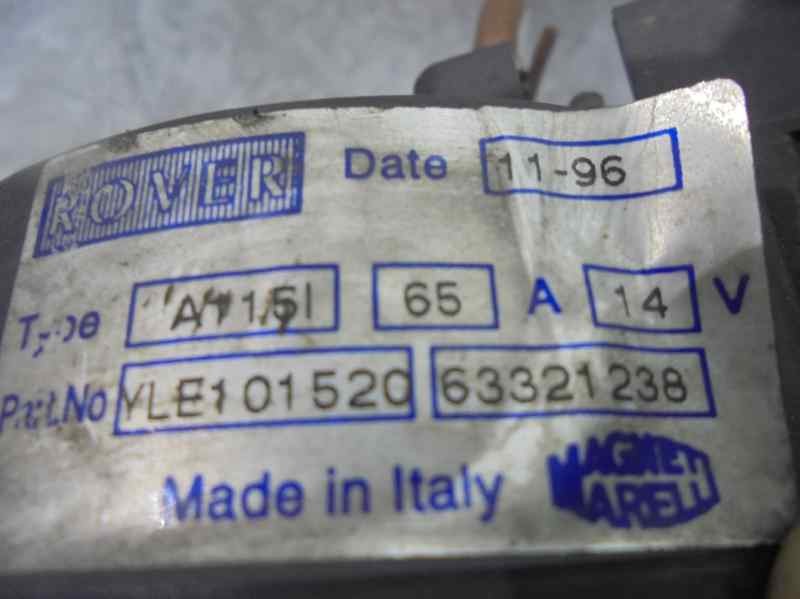 ROVER Date 11-96
Type A115I 65 A 14 V
Part.No YLE101520 63321238
Made in Italy MAGNETI MARELLI